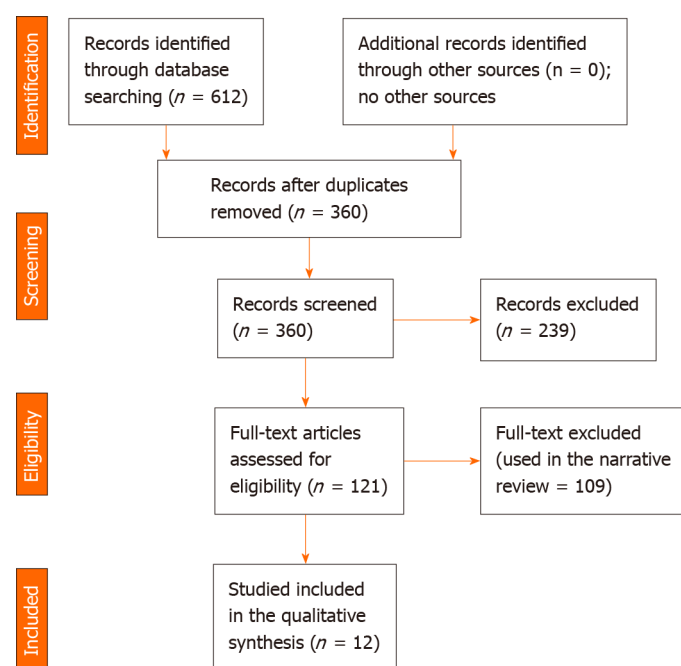 Identification
Records identified
through database
searching (n = 612)
Additional records identified
through other sources (n = 0);
no other sources
Records after duplicates
removed (n = 360)
Screening
Records screened
(n = 360)
Records excluded
(n = 239)
Eligibility
Full-text articles
assessed for
eligibility (n = 121)
Full-text excluded
(used in the narrative
review = 109)
Included
Studied included
in the qualitative
synthesis (n = 12)